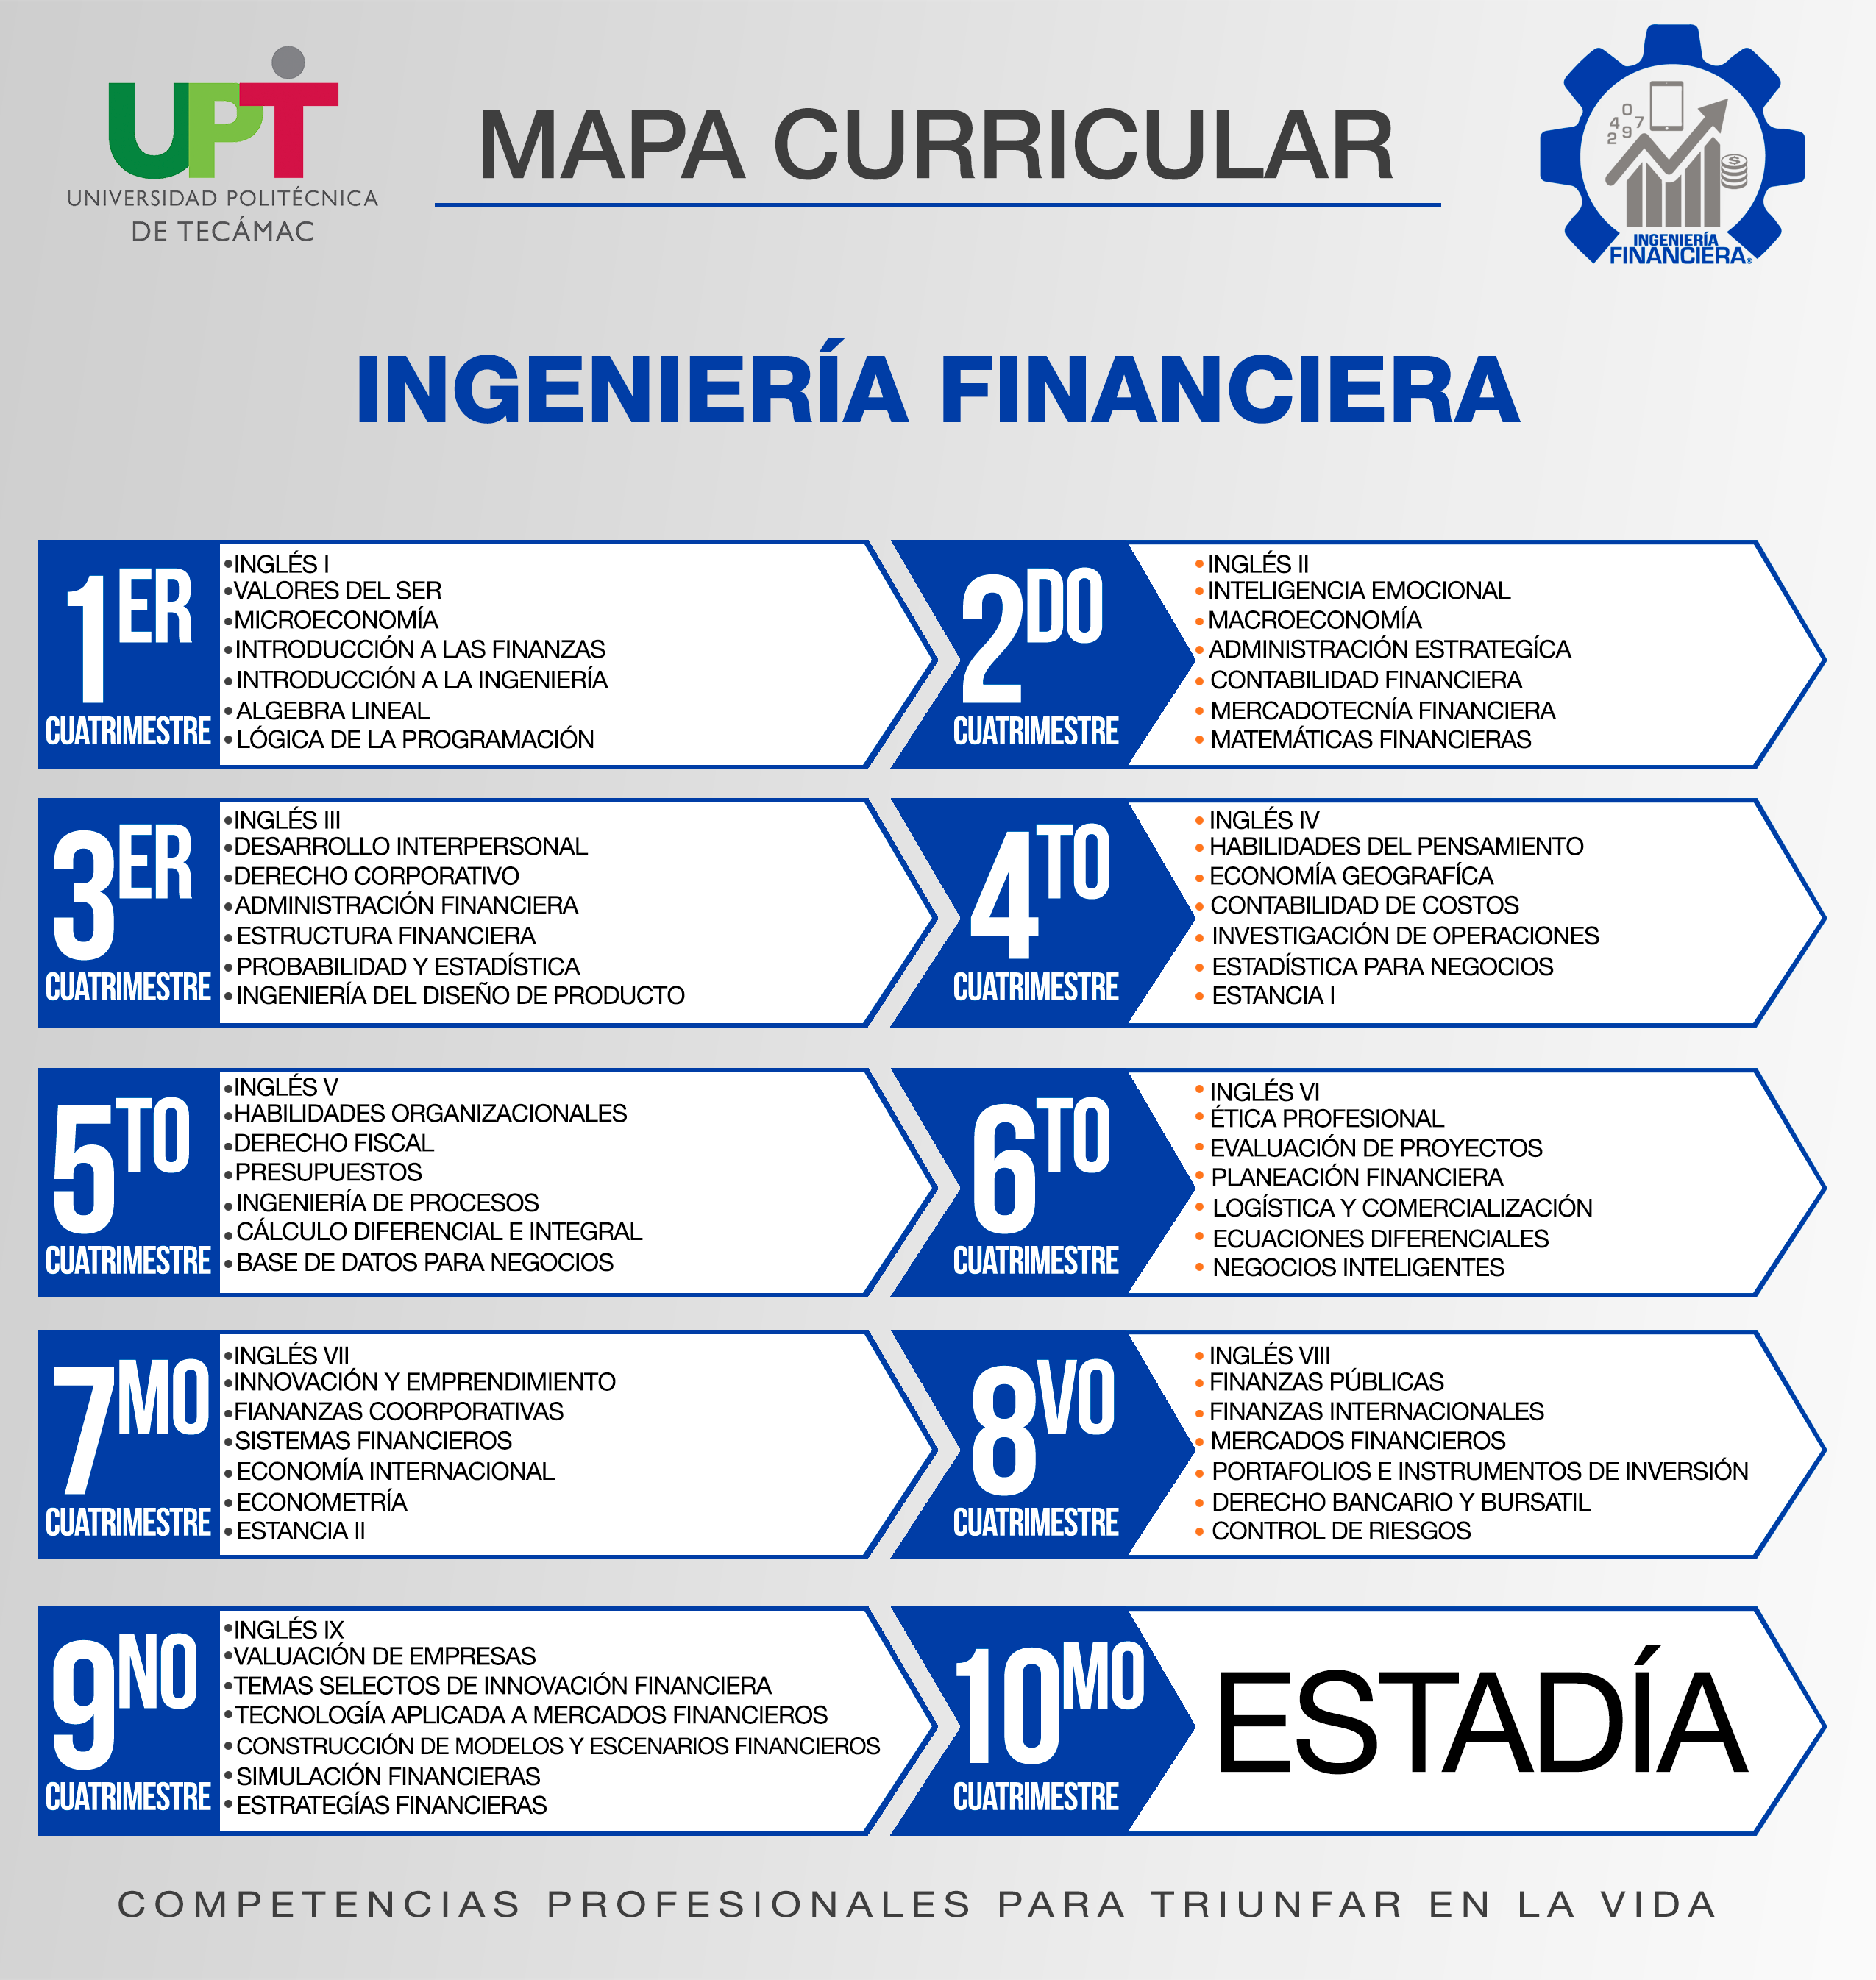 UPT
UNIVERSIDAD POLITÉCNICA
DE TECÁMAC
MAPA CURRICULAR
0
4 7
2 9
$
INGENIERÍA
FINANCIERA®
INGENIERÍA FINANCIERA
1ER
CUATRIMESTRE
•INGLÉS I
•VALORES DEL SER
•MICROECONOMÍA
•INTRODUCCIÓN A LAS FINANZAS
•INTRODUCCIÓN A LA INGENIERÍA
•ALGEBRA LINEAL
•LÓGICA DE LA PROGRAMACIÓN
2DO
CUATRIMESTRE
• INGLÉS II
• INTELIGENCIA EMOCIONAL
• MACROECONOMÍA
• ADMINISTRACIÓN ESTRATEGÍCA
• CONTABILIDAD FINANCIERA
• MERCADOTECNÍA FINANCIERA
• MATEMÁTICAS FINANCIERAS
3ER
CUATRIMESTRE
•INGLÉS III
•DESARROLLO INTERPERSONAL
•DERECHO CORPORATIVO
•ADMINISTRACIÓN FINANCIERA
•ESTRUCTURA FINANCIERA
•PROBABILIDAD Y ESTADÍSTICA
•INGENIERÍA DEL DISEÑO DE PRODUCTO
4TO
CUATRIMESTRE
• INGLÉS IV
• HABILIDADES DEL PENSAMIENTO
• ECONOMÍA GEOGRAFÍCA
• CONTABILIDAD DE COSTOS
• INVESTIGACIÓN DE OPERACIONES
• ESTADÍSTICA PARA NEGOCIOS
• ESTANCIA I
5TO
CUATRIMESTRE
•INGLÉS V
•HABILIDADES ORGANIZACIONALES
•DERECHO FISCAL
•PRESUPUESTOS
•INGENIERÍA DE PROCESOS
•CÁLCULO DIFERENCIAL E INTEGRAL
•BASE DE DATOS PARA NEGOCIOS
6TO
CUATRIMESTRE
• INGLÉS VI
• ÉTICA PROFESIONAL
• EVALUACIÓN DE PROYECTOS
• PLANEACIÓN FINANCIERA
• LOGÍSTICA Y COMERCIALIZACIÓN
• ECUACIONES DIFERENCIALES
• NEGOCIOS INTELIGENTES
7MO
CUATRIMESTRE
•INGLÉS VII
•INNOVACIÓN Y EMPRENDIMIENTO
•FIANANZAS COORPORATIVAS
•SISTEMAS FINANCIEROS
•ECONOMÍA INTERNACIONAL
•ECONOMETRÍA
•ESTANCIA II
8VO
CUATRIMESTRE
• INGLÉS VIII
• FINANZAS PÚBLICAS
• FINANZAS INTERNACIONALES
• MERCADOS FINANCIEROS
• PORTAFOLIOS E INSTRUMENTOS DE INVERSIÓN
• DERECHO BANCARIO Y BURSATIL
• CONTROL DE RIESGOS
9NO
CUATRIMESTRE
•INGLÉS IX
•VALUACIÓN DE EMPRESAS
•TEMAS SELECTOS DE INNOVACIÓN FINANCIERA
•TECNOLOGÍA APLICADA A MERCADOS FINANCIEROS
•CONSTRUCCIÓN DE MODELOS Y ESCENARIOS FINANCIEROS
•SIMULACIÓN FINANCIERAS
•ESTRATEGÍAS FINANCIERAS
10MO
CUATRIMESTRE
ESTADÍA
COMPETENCIAS PROFESIONALES PARA TRIUNFAR EN LA VIDA